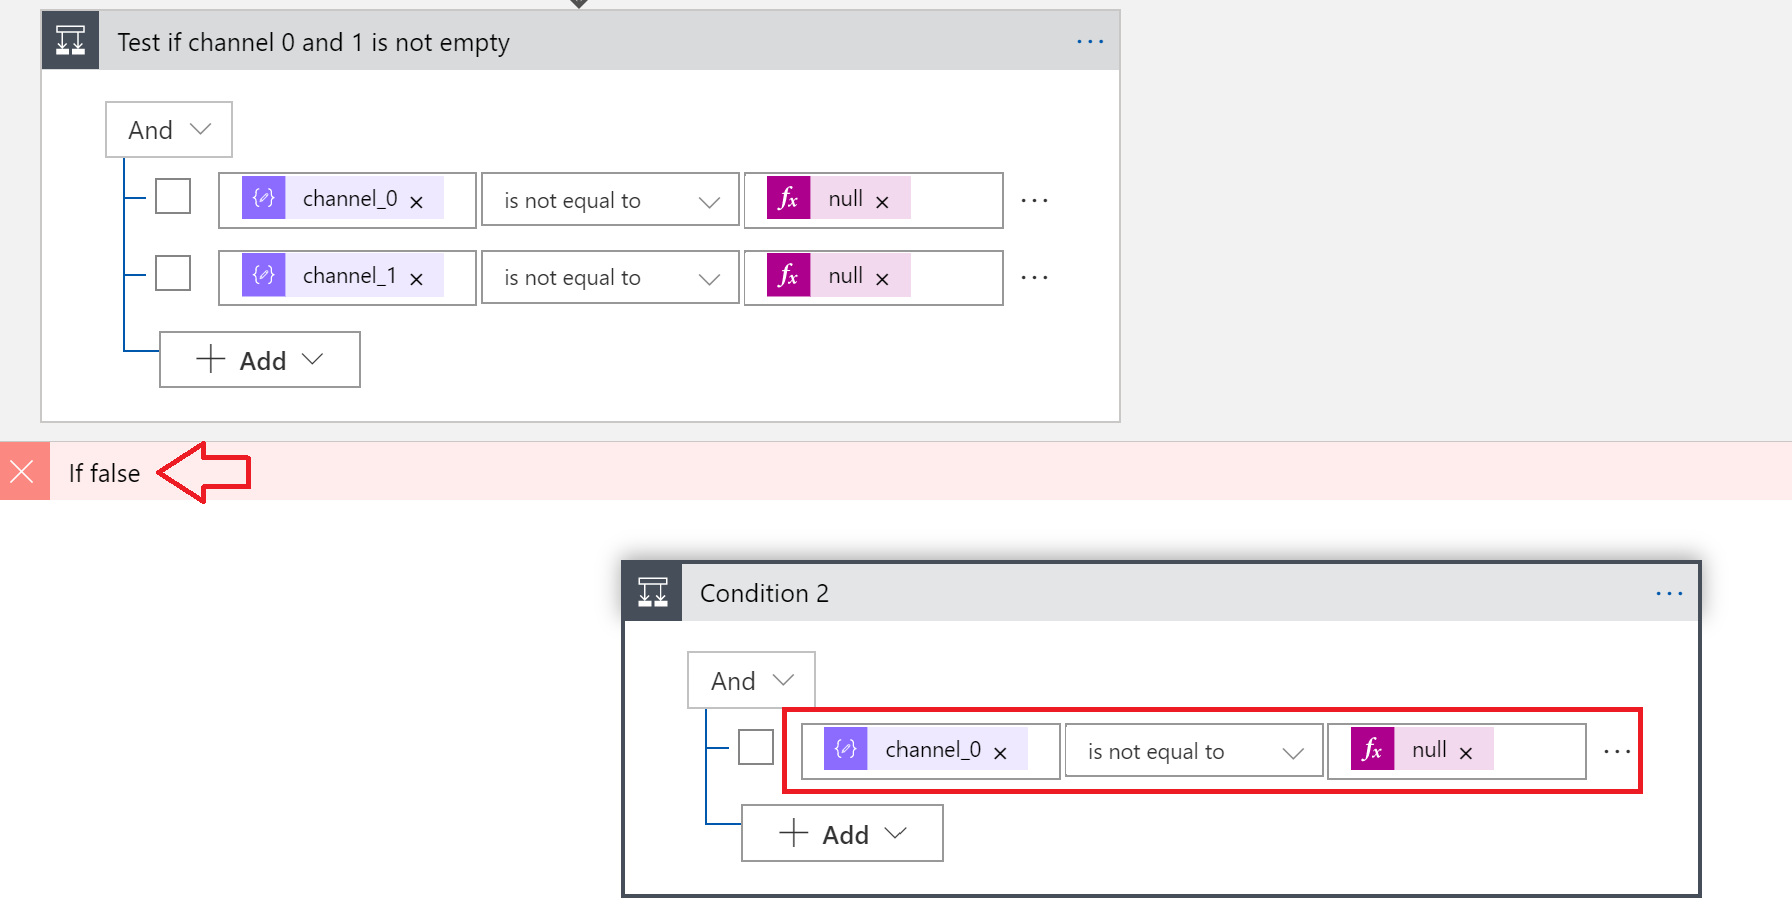 Test if channel 0 and 1 is not empty
And
channel_0 is not equal to fx null
channel_1 is not equal to fx null
Add
If false
Condition 2
And
channel_0 is not equal to fx null
Add